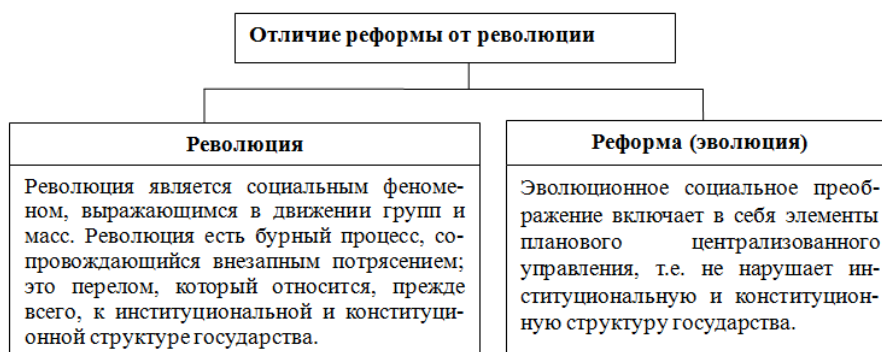 Отличие реформы от революции
Революция
Революция является социальным феноме-
ном, выражающимся в движении групп и
масс. Революция есть бурный процесс, со-
провождающийся внезапным потрясением;
это перелом, который относится, прежде
всего, к институциональной и конституци-
онной структуре государства.
Реформа (эволюция)
Эволюционное социальное преоб-
ражение включает в себя элементы
планового централизованного
управления, т.е. не нарушает ин-
ституциональную и конституцион-
ную структуру государства.